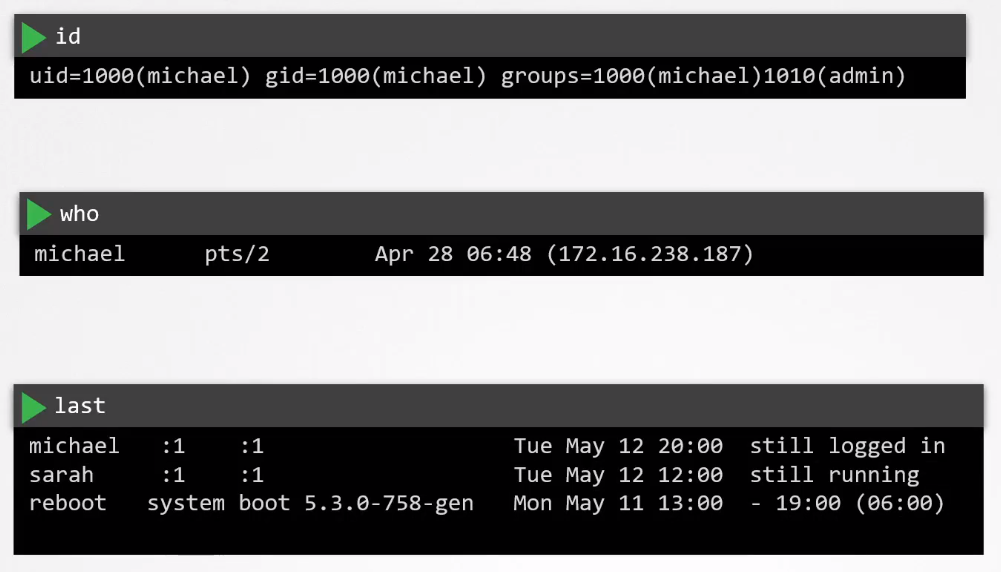 id
uid=1000(michael) gid=1000(michael) groups=1000(michael)1010(admin)
who
michael pts/2 Apr 28 06:48 (172.16.238.187)
last
michael :1 :1 Tue May 12 20:00 still logged in
sarah :1 :1 Tue May 12 12:00 still running
reboot system boot 5.3.0-758-gen Mon May 11 13:00 - 19:00 (06:00)